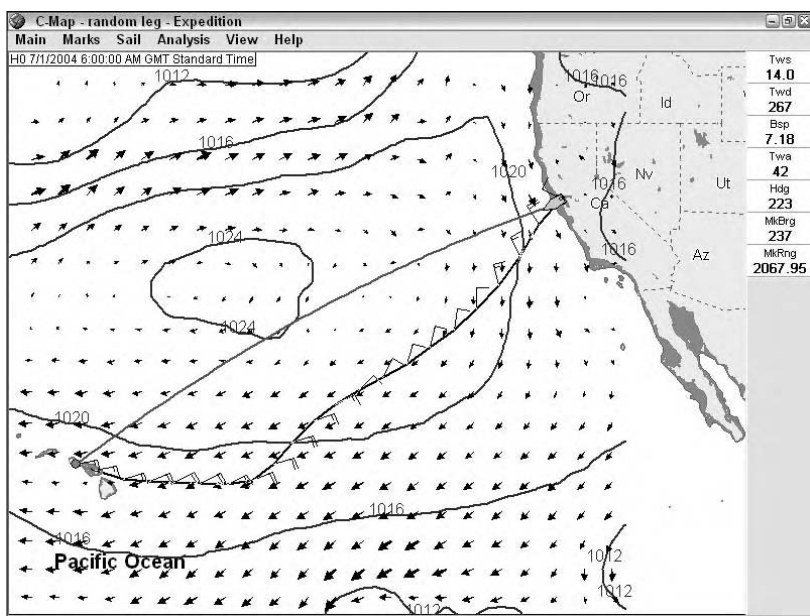 C-Map - random leg - Expedition
Main Marks Sail Analysis View Help
H0 7/1/2004 6:00:00 AM GMT Standard Time
Tws
14.0
Twd
267
Bsp
7.18
Twa
42
Hdg
223
MkBrg
237
MkRng
2067.95
1012
1016
1016
Or
Id
1016
1020
1016
Nv
Ut
Ca
1024
1016
Az
1024
1020
1016
1016
Pacific Ocean
1012
1012
1012